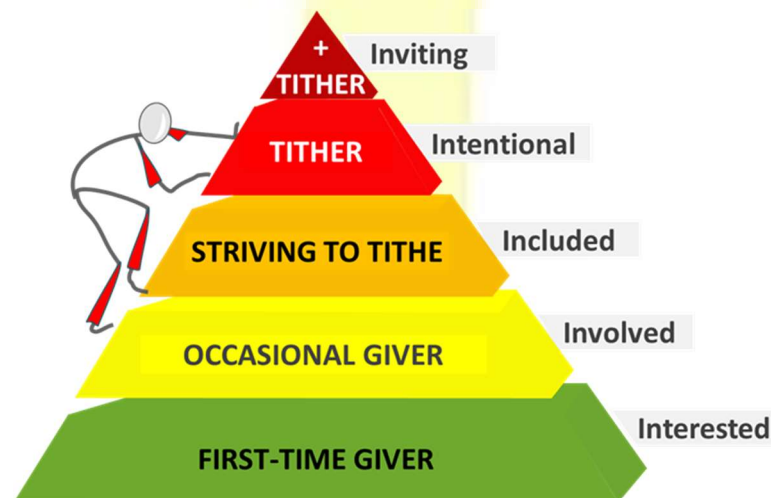 +
TITHER
Inviting
TITHER
Intentional
STRIVING TO TITHE
Included
OCCASIONAL GIVER
Involved
FIRST-TIME GIVER
Interested